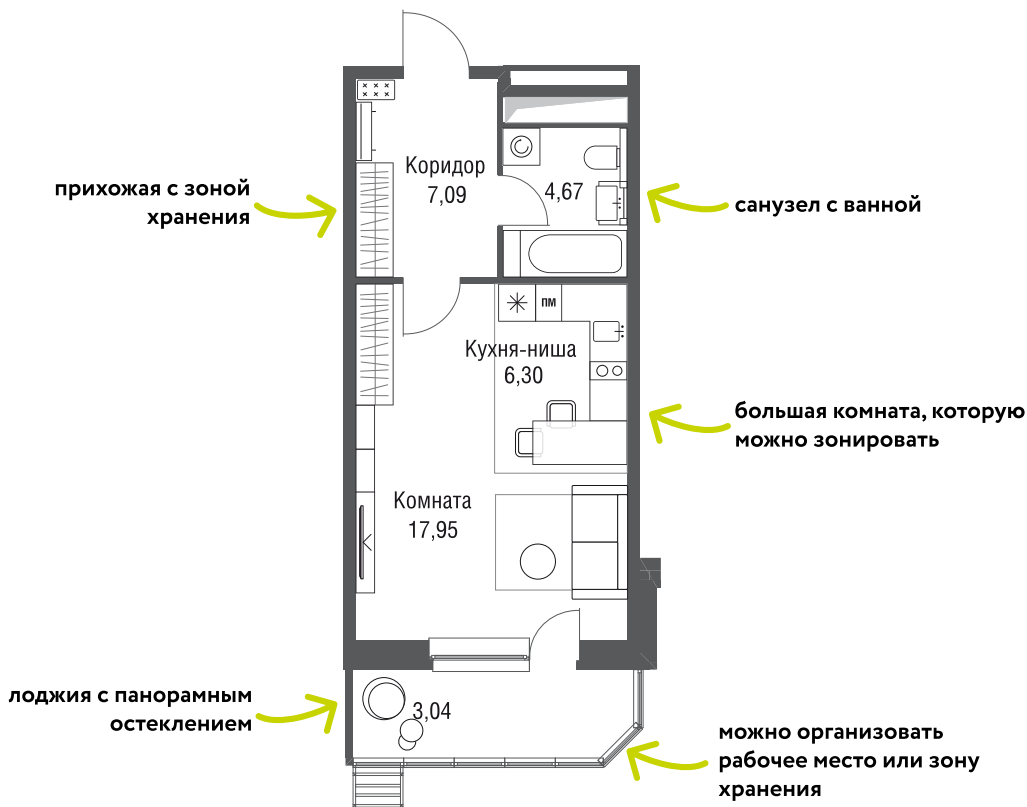 прихожая с зоной
хранения
Коридор
7,09
4,67
санузел с ванной
пм
Кухня-ниша
6,30
большая комната, которую
можно зонировать
Комната
17,95
лоджия с панорамным
остеклением
3,04
можно организовать
рабочее место или зону
хранения